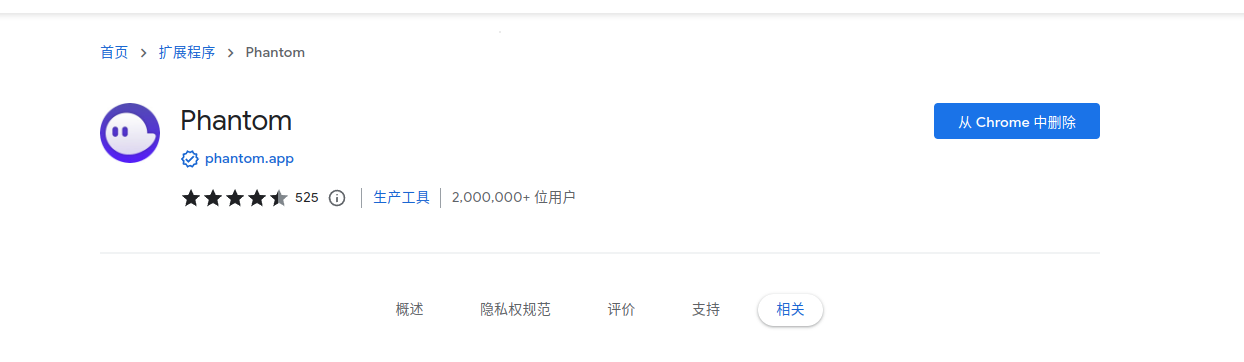 首页 扩展程序 Phantom
Phantom
从 Chrome 中删除
phantom.app
525 生产工具 2,000,000+ 位用户
概述 隐私权规范 评价 支持 相关